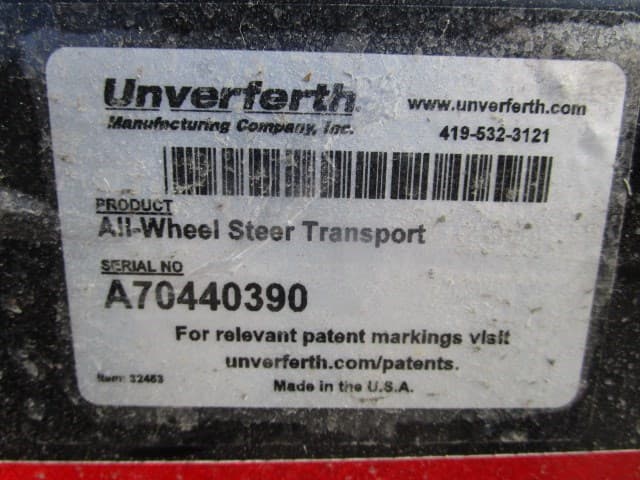 Unverferth
Manufacturing Company, Inc.
www.unverferth.com
419-532-3121
PRODUCT
All-Wheel Steer Transport
SERIAL NO
A70440390
For relevant patent markings visit
unverferth.com/patents.
Item: 32463
Made in the U.S.A.